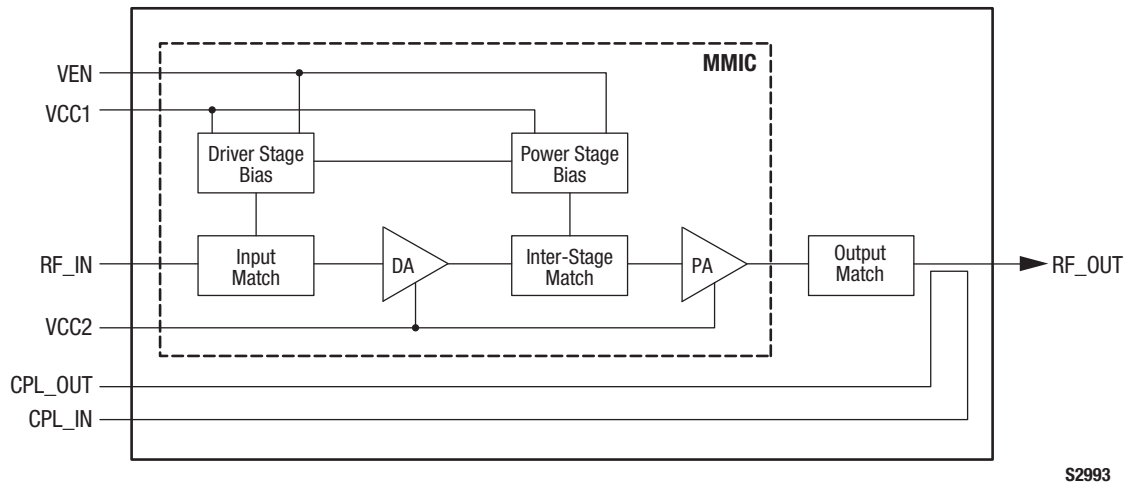 MMIC
VEN
VCC1
Driver Stage
Bias
Power Stage
Bias
RF_IN
Input
Match
DA
Inter-Stage
Match
PA
Output
Match
RF_OUT
VCC2
CPL_OUT
CPL_IN
S2993